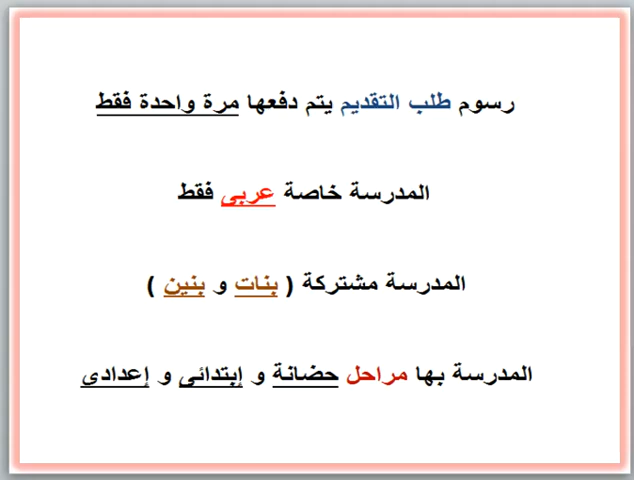 رسوم طلب التقديم يتم دفعها مرة واحدة فقط
المدرسة خاصة عربى فقط
المدرسة مشتركة ( بنات و بنين )
المدرسة بها مراحل حضانة و إبتدائى و إعدادى